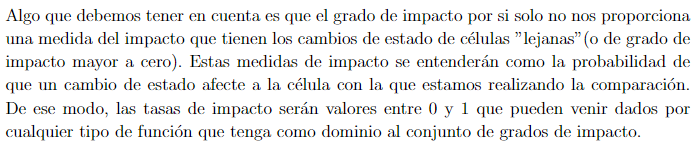 Algo que debemos tener en cuenta es que el grado de impacto por si solo no nos proporciona
una medida del impacto que tienen los cambios de estado de células ”lejanas”(o de grado de
impacto mayor a cero). Estas medidas de impacto se entenderán como la probabilidad de
que un cambio de estado afecte a la célula con la que estamos realizando la comparación.
De ese modo, las tasas de impacto serán valores entre 0 y 1 que pueden venir dados por
cualquier tipo de función que tenga como dominio al conjunto de grados de impacto.